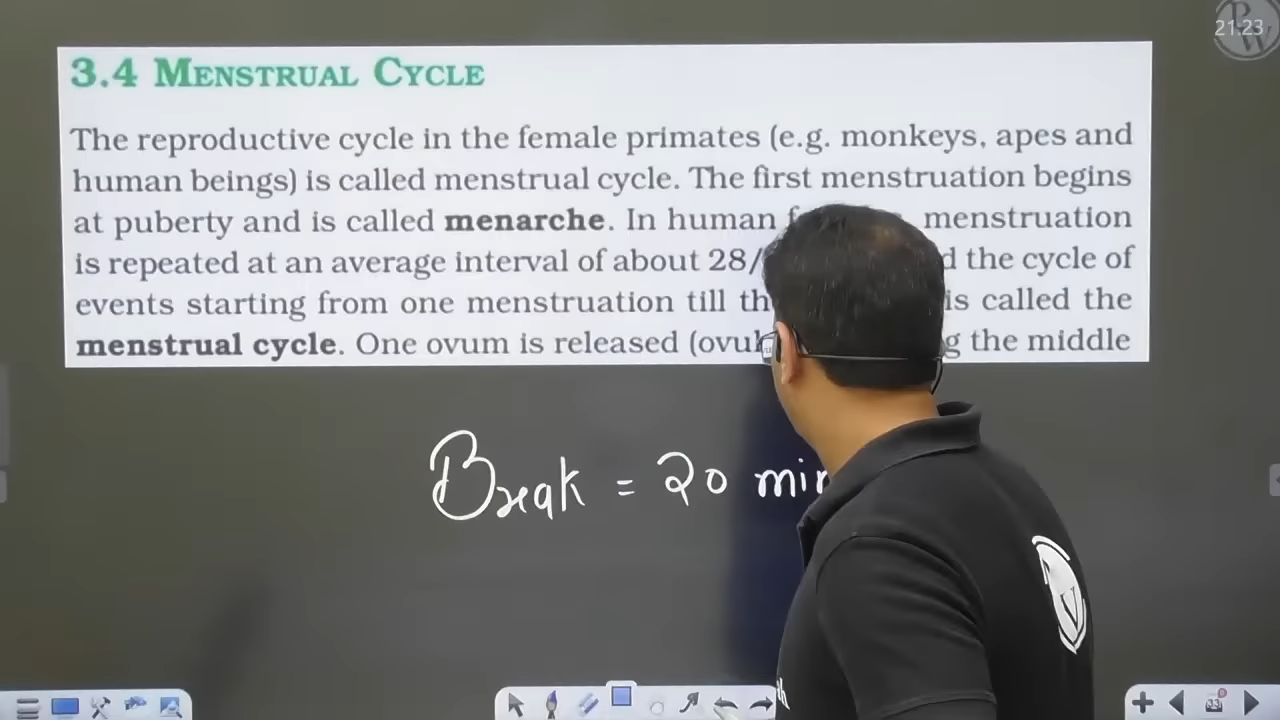 21:23
PW
3.4 MENSTRUAL CYCLE
The reproductive cycle in the female primates (e.g. monkeys, apes and
human beings) is called menstrual cycle. The first menstruation begins
at puberty and is called menarche. In human menstruation
is repeated at an average interval of about 28/ the cycle of
events starting from one menstruation till is called the
menstrual cycle. One ovum is released the middle
Break = 20 min
33